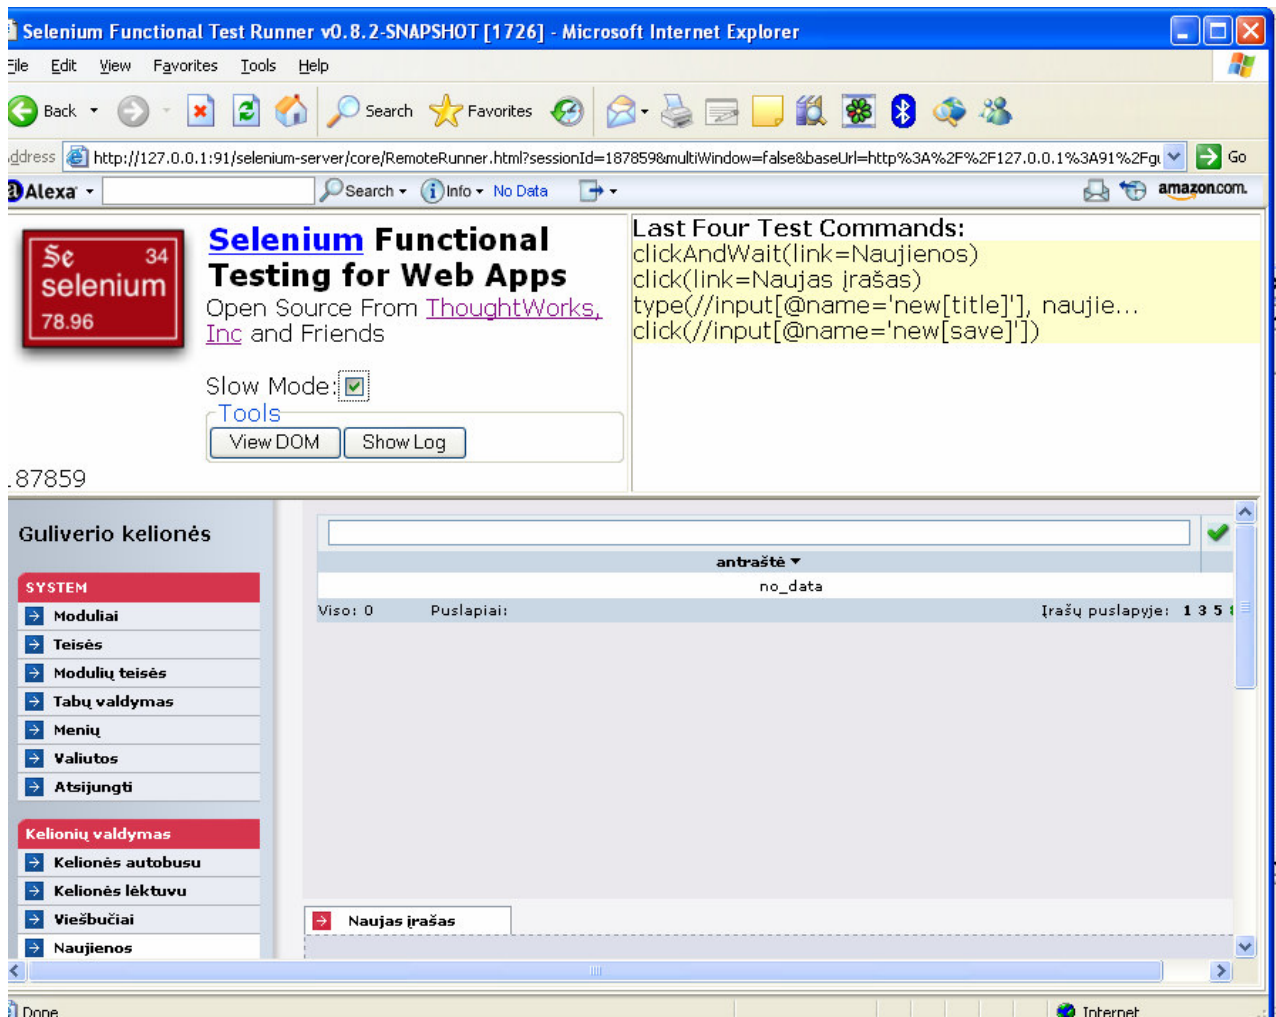 Selenium Functional Test Runner v0.8.2-SNAPSHOT [1726] - Microsoft Internet Explorer
File Edit View Favorites Tools Help
Back Search Favorites
Address http://127.0.0.1:91/selenium-server/core/RemoteRunner.html?sessionId=187859&multiWindow=false&baseUrl=http%3A%2F%2F127.0.0.1%3A91%2Fgu Go
Alexa Search Info No Data amazon.com.
Se 34
selenium
78.96
Selenium Functional
Testing for Web Apps
Open Source From ThoughtWorks,
Inc and Friends
Slow Mode:
Tools
View DOM Show Log
87859
Last Four Test Commands:
clickAndWait(link=Naujienos)
click(link=Naujas įrašas)
type(//input[@name='new[title]'], naujie...
click(//input[@name='new[save]'])
Guliverio kelionės
SYSTEM
Moduliai
Teisės
Modulių teisės
Tabų valdymas
Menių
Valiutos
Atsijungti
Kelionių valdymas
Kelionės autobusu
Kelionės lėktuvu
Viešbučiai
Naujienos
antraštė
no_data
Viso: 0 Puslapiai: Įrašų puslapyje: 1 3 5
Naujas įrašas
Done Internet